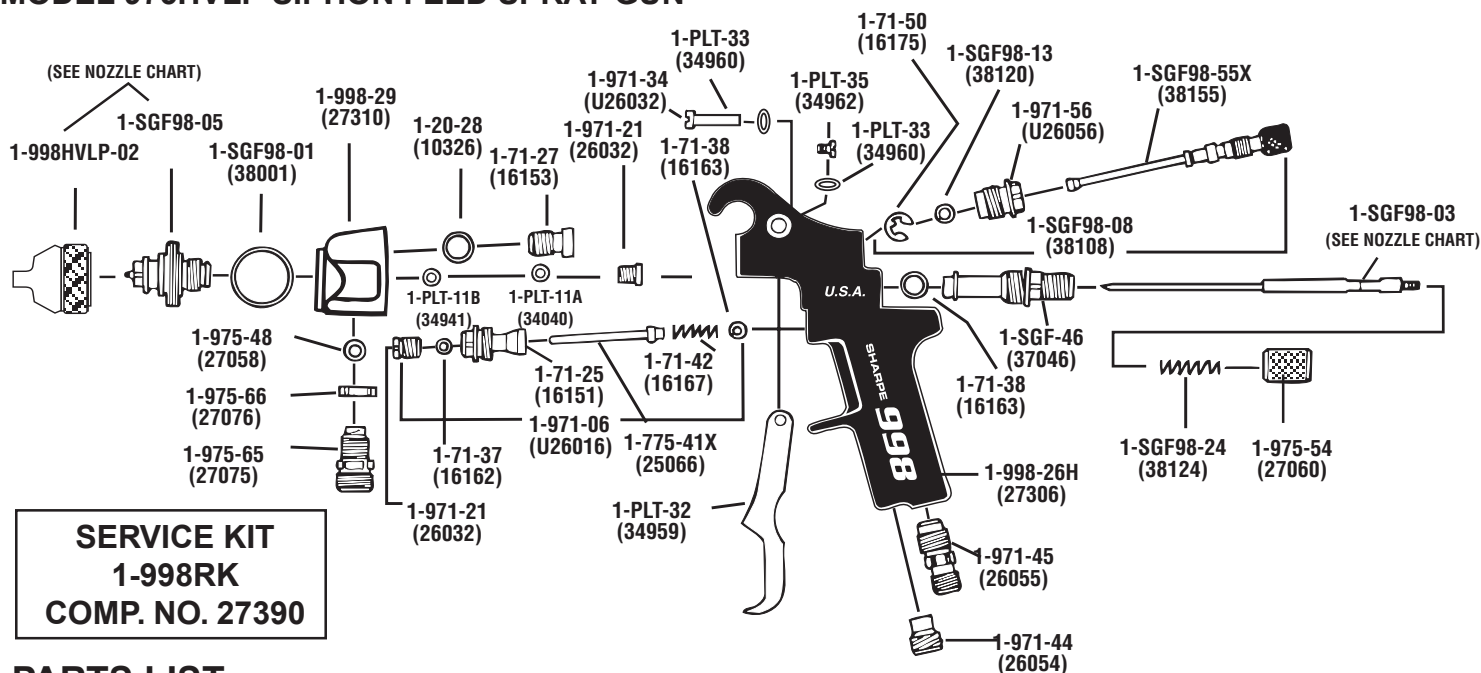 MODEL 975HVLP SIPHON FEED SPRAY GUN
(SEE NOZZLE CHART)
1-998HVLP-02
1-SGF98-05
1-SGF98-01
(38001)
1-998-29
(27310)
1-20-28
(10326)
1-71-27
(16153)
1-971-21
(26032)
1-971-34
(U26032)
1-PLT-33
(34960)
1-71-38
(16163)
1-PLT-35
(34962)
1-PLT-33
(34960)
1-71-50
(16175)
1-SGF98-13
(38120)
1-971-56
(U26056)
1-SGF98-55X
(38155)
1-SGF98-08
(38108)
1-SGF98-03
(SEE NOZZLE CHART)
1-PLT-11B
(34941)
1-PLT-11A
(34040)
U.S.A.
SHARPE
998
1-975-48
(27058)
1-975-66
(27076)
1-975-65
(27075)
1-71-25
(16151)
1-71-42
(16167)
1-971-06
(U26016)
1-775-41X
(25066)
1-71-37
(16162)
1-971-21
(26032)
1-PLT-32
(34959)
1-SGF-46
(37046)
1-71-38
(16163)
1-SGF98-24
(38124)
1-975-54
(27060)
1-998-26H
(27306)
1-971-45
(26055)
1-971-44
(26054)
SERVICE KIT
1-998RK
COMP. NO. 27390
PARTS LIST